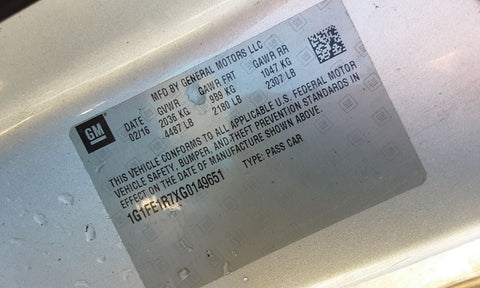 MFD BY GENERAL MOTORS LLC
DATE GVWR GAWR FRT GAWR RR
02/16 2036 KG 989 KG 1047 KG
4487 LB 2180 LB 2307 LB
GM
THIS VEHICLE CONFORMS TO ALL APPLICABLE U.S. FEDERAL MOTOR
VEHICLE SAFETY, BUMPER, AND THEFT PREVENTION STANDARDS IN
EFFECT ON THE DATE OF MANUFACTURE SHOWN ABOVE.
1G1FE1R7XG0149651 TYPE: PASS CAR